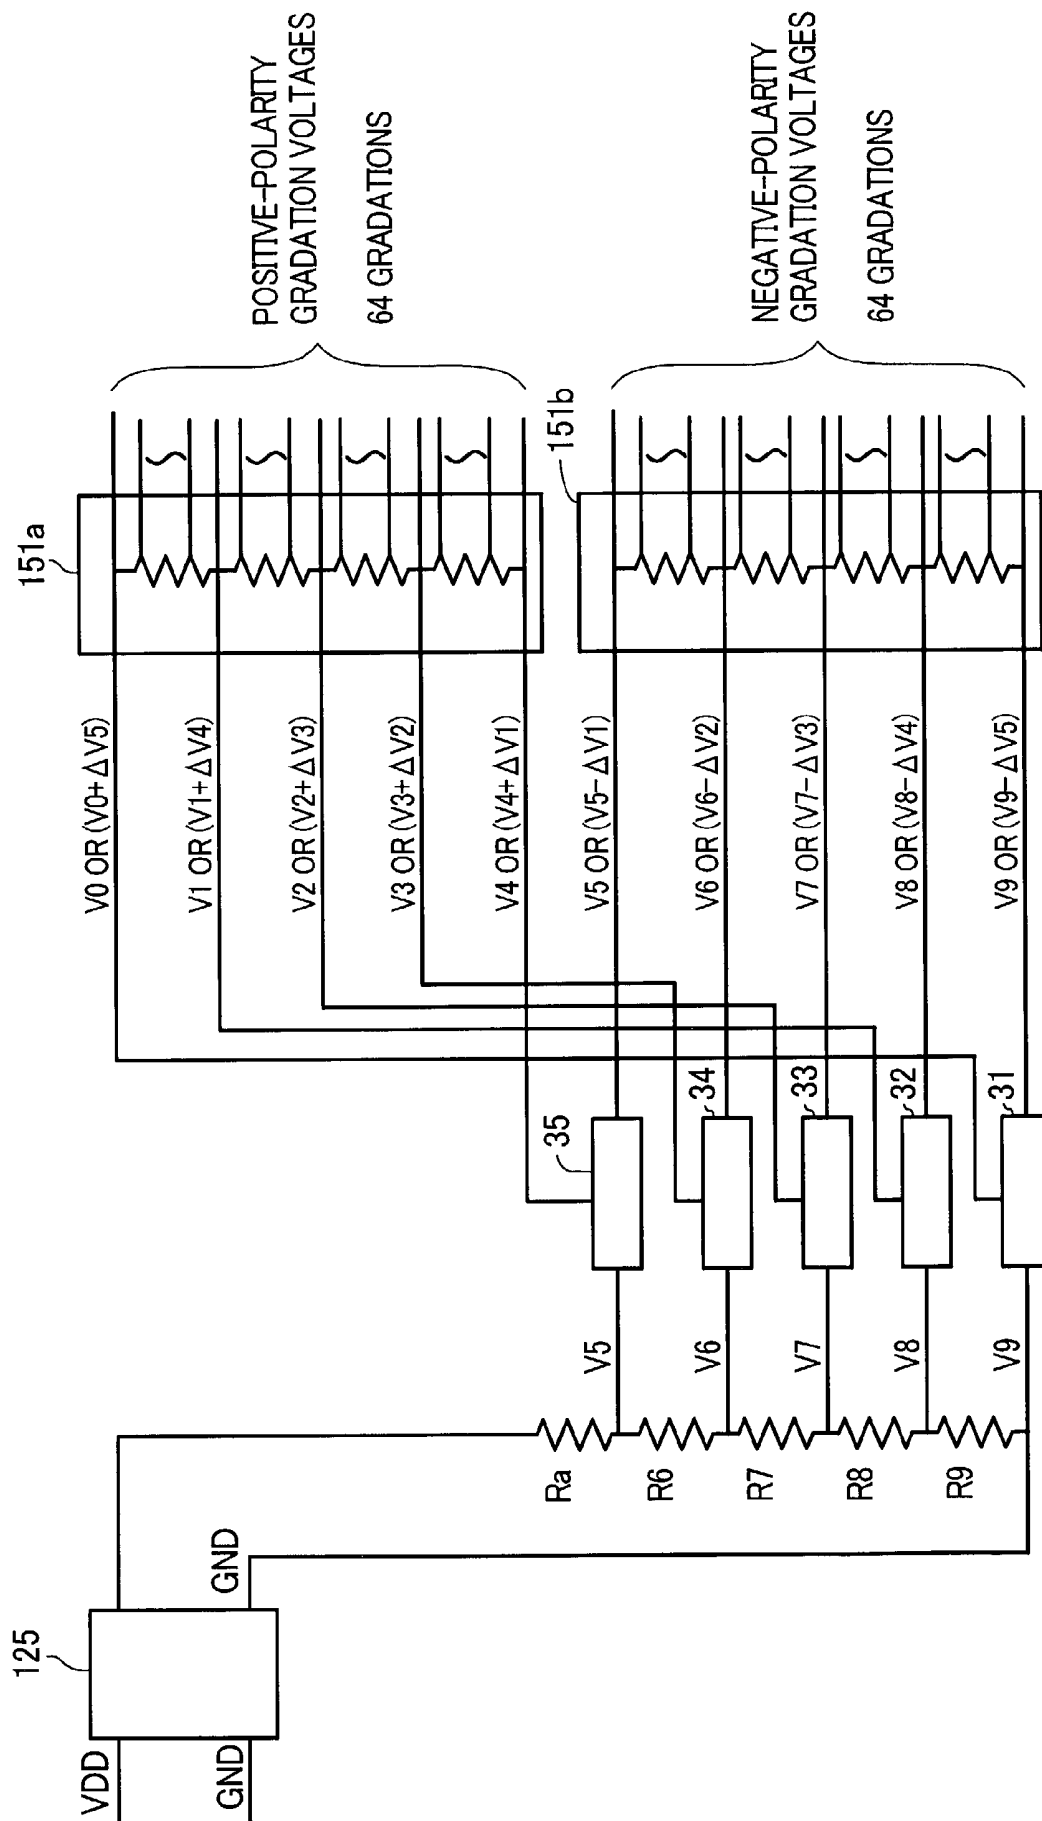 POSITIVE-POLARITY
GRADATION VOLTAGES
64 GRADATIONS
NEGATIVE-POLARITY
GRADATION VOLTAGES
64 GRADATIONS
151a
151b
V0 OR (V0+ΔV5)
V1 OR (V1+ΔV4)
V2 OR (V2+ΔV3)
V3 OR (V3+ΔV2)
V4 OR (V4+ΔV1)
V5 OR (V5-ΔV1)
V6 OR (V6-ΔV2)
V7 OR (V7-ΔV3)
V8 OR (V8-ΔV4)
V9 OR (V9-ΔV5)
35
34
33
32
31
V5
V6
V7
V8
V9
Ra
R6
R7
R8
R9
GND
125
VDD
GND